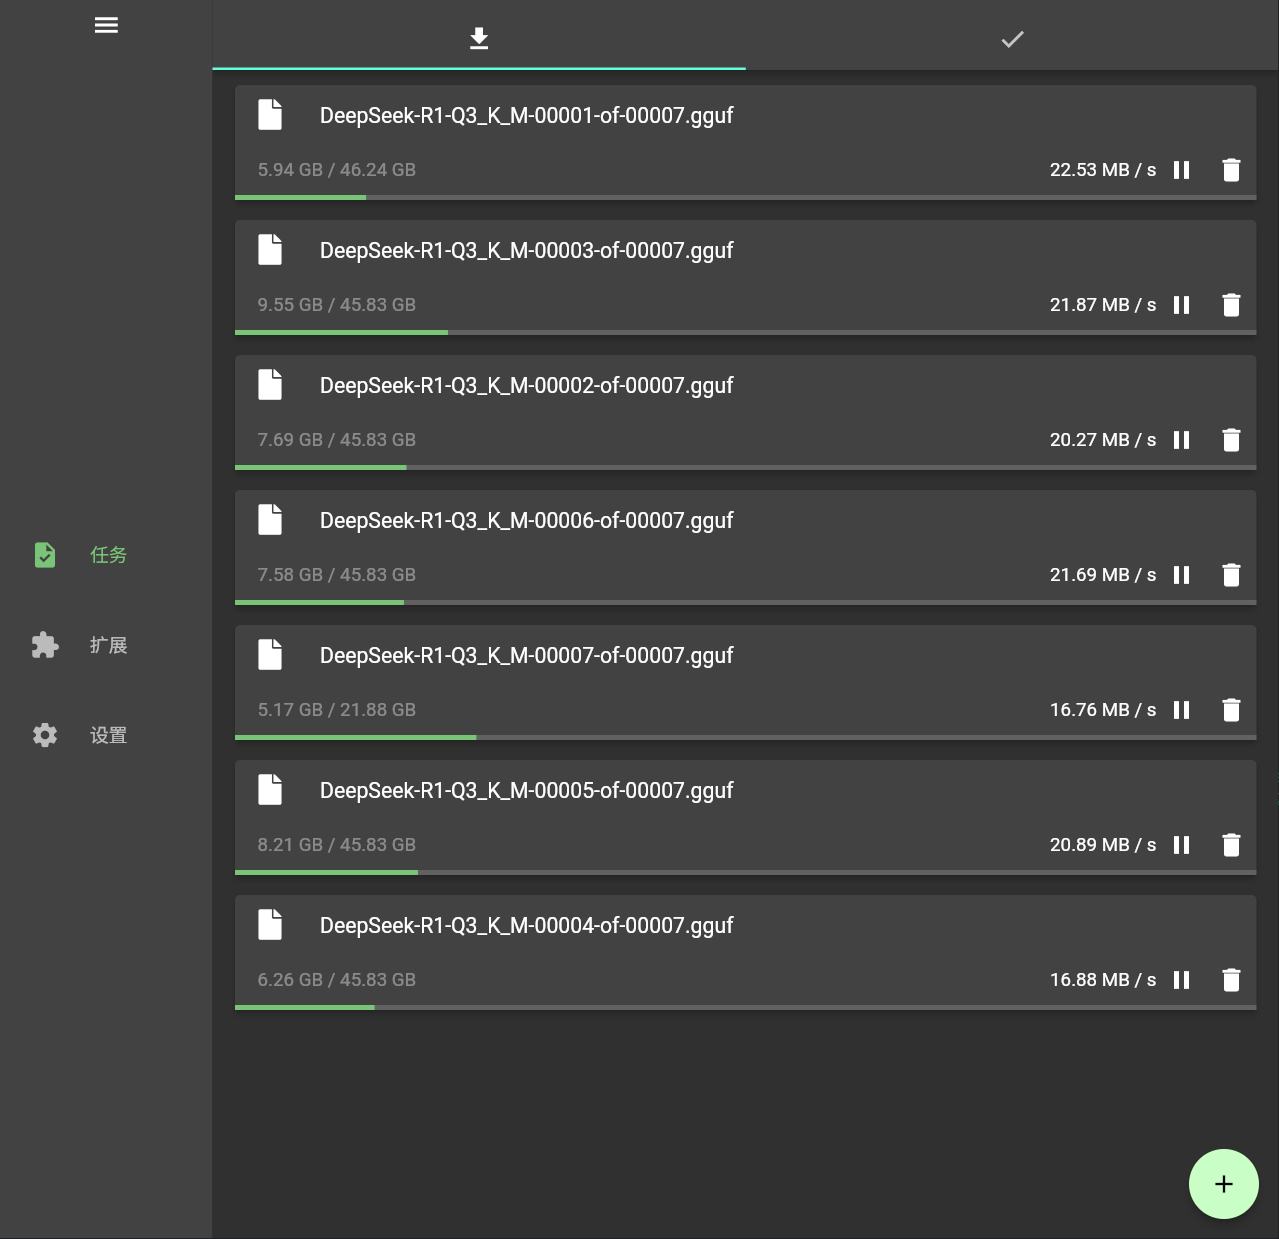 DeepSeek-R1-Q3_K_M-00001-of-00007.gguf
5.94 GB / 46.24 GB 22.53 MB / s
DeepSeek-R1-Q3_K_M-00003-of-00007.gguf
9.55 GB / 45.83 GB 21.87 MB / s
DeepSeek-R1-Q3_K_M-00002-of-00007.gguf
7.69 GB / 45.83 GB 20.27 MB / s
DeepSeek-R1-Q3_K_M-00006-of-00007.gguf
7.58 GB / 45.83 GB 21.69 MB / s
DeepSeek-R1-Q3_K_M-00007-of-00007.gguf
5.17 GB / 21.88 GB 16.76 MB / s
DeepSeek-R1-Q3_K_M-00005-of-00007.gguf
8.21 GB / 45.83 GB 20.89 MB / s
DeepSeek-R1-Q3_K_M-00004-of-00007.gguf
6.26 GB / 45.83 GB 16.88 MB / s
任务
扩展
设置